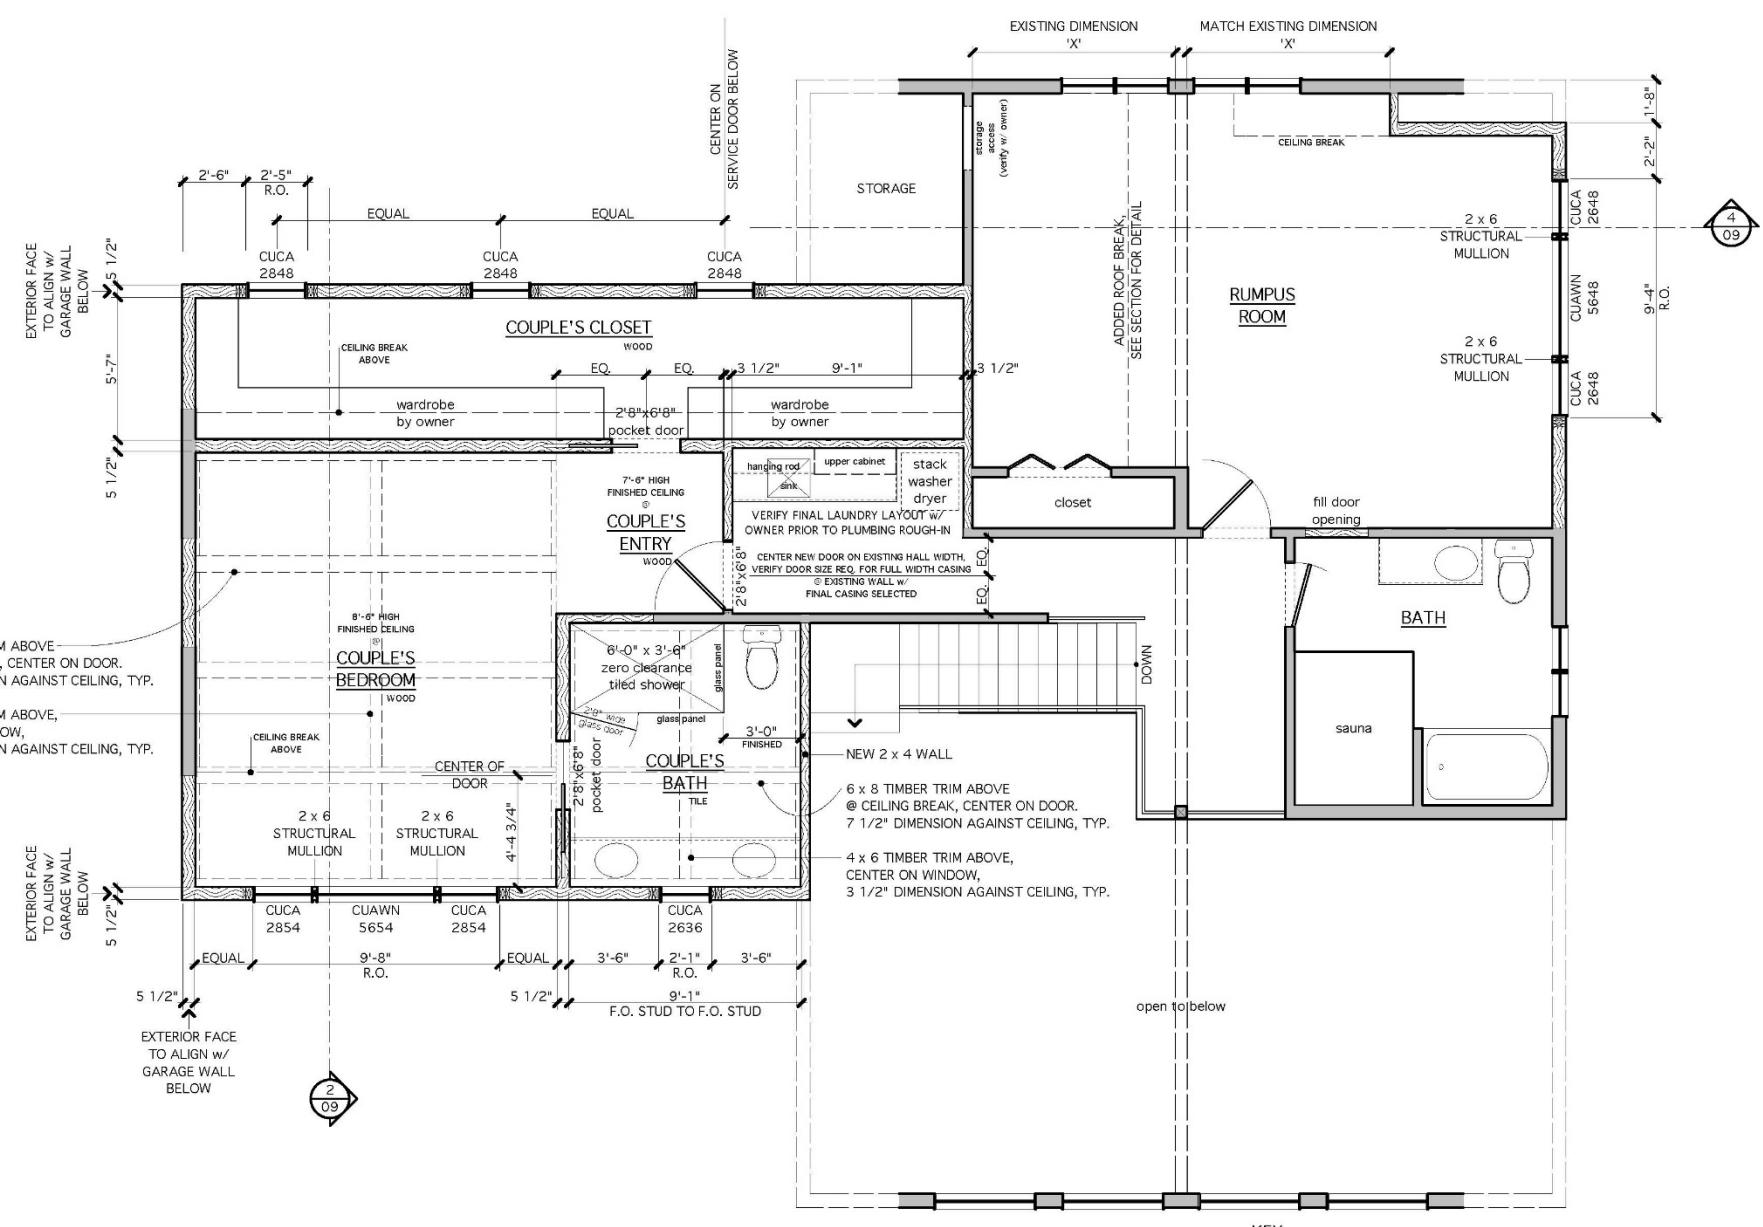 EXISTING DIMENSION
'X'
MATCH EXISTING DIMENSION
'X'
CENTER ON
SERVICE DOOR BELOW
1'-8"
2'-2"
storage
access
(verify w/ owner)
CEILING BREAK
STORAGE
2'-6"
2'-5"
R.O.
EQUAL
EQUAL
CUCA
2848
CUCA
2848
CUCA
2848
EXTERIOR FACE
TO ALIGN w/
GARAGE WALL
BELOW
5 1/2"
5'-7"
5 1/2"
ADDED ROOF BREAK,
SEE SECTION FOR DETAIL
2 x 6
STRUCTURAL
MULLION
2 x 6
STRUCTURAL
MULLION
CUCA
2648
CUAWN
5648
CUCA
2648
9'-4"
R.O.
4
09
RUMPUS
ROOM
COUPLE'S CLOSET
WOOD
CEILING BREAK
ABOVE
EQ.
EQ.
3 1/2"
9'-1"
3 1/2"
wardrobe
by owner
2'8"x6'8"
pocket door
wardrobe
by owner
hanging rod
sink
upper cabinet
stack
washer
dryer
closet
fill door
opening
7'-6" HIGH
FINISHED CEILING
@
COUPLE'S
ENTRY
WOOD
VERIFY FINAL LAUNDRY LAYOUT w/
OWNER PRIOR TO PLUMBING ROUGH-IN
CENTER NEW DOOR ON EXISTING HALL WIDTH,
VERIFY DOOR SIZE REQ. FOR FULL WIDTH CASING
@ EXISTING WALL w/
FINAL CASING SELECTED
2'8"x6'8"
EQ.
EQ.
BATH
sauna
DOWN
8'-6" HIGH
FINISHED CEILING
@
COUPLE'S
BEDROOM
WOOD
M ABOVE
, CENTER ON DOOR.
N AGAINST CEILING, TYP.
M ABOVE,
OW,
N AGAINST CEILING, TYP.
6'-0" x 3'-6"
zero clearance
tiled shower
glass panel
glass panel
2'8" wide
glass door
3'-0"
FINISHED
2'8"x6'8"
pocket door
COUPLE'S
BATH
TILE
CEILING BREAK
ABOVE
CENTER OF
DOOR
4'-4 3/4"
2 x 6
STRUCTURAL
MULLION
2 x 6
STRUCTURAL
MULLION
NEW 2 x 4 WALL
6 x 8 TIMBER TRIM ABOVE
@ CEILING BREAK, CENTER ON DOOR.
7 1/2" DIMENSION AGAINST CEILING, TYP.
4 x 6 TIMBER TRIM ABOVE,
CENTER ON WINDOW,
3 1/2" DIMENSION AGAINST CEILING, TYP.
EXTERIOR FACE
TO ALIGN w/
GARAGE WALL
BELOW
5 1/2"
CUCA
2854
CUAWN
5654
CUCA
2854
CUCA
2636
EQUAL
9'-8"
R.O.
EQUAL
3'-6"
2'-1"
R.O.
3'-6"
5 1/2"
5 1/2"
9'-1"
F.O. STUD TO F.O. STUD
EXTERIOR FACE
TO ALIGN w/
GARAGE WALL
BELOW
2
09
open to below